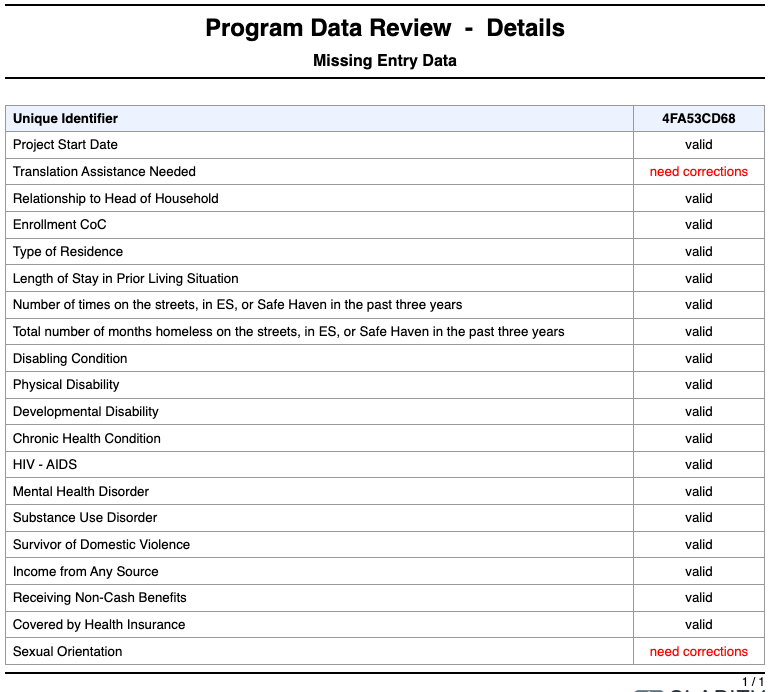 Program Data Review - Details
Missing Entry Data
Unique Identifier 4FA53CD68
Project Start Date valid
Translation Assistance Needed need corrections
Relationship to Head of Household valid
Enrollment CoC valid
Type of Residence valid
Length of Stay in Prior Living Situation valid
Number of times on the streets, in ES, or Safe Haven in the past three years valid
Total number of months homeless on the streets, in ES, or Safe Haven in the past three years valid
Disabling Condition valid
Physical Disability valid
Developmental Disability valid
Chronic Health Condition valid
HIV - AIDS valid
Mental Health Disorder valid
Substance Use Disorder valid
Survivor of Domestic Violence valid
Income from Any Source valid
Receiving Non-Cash Benefits valid
Covered by Health Insurance valid
Sexual Orientation need corrections
1 / 1